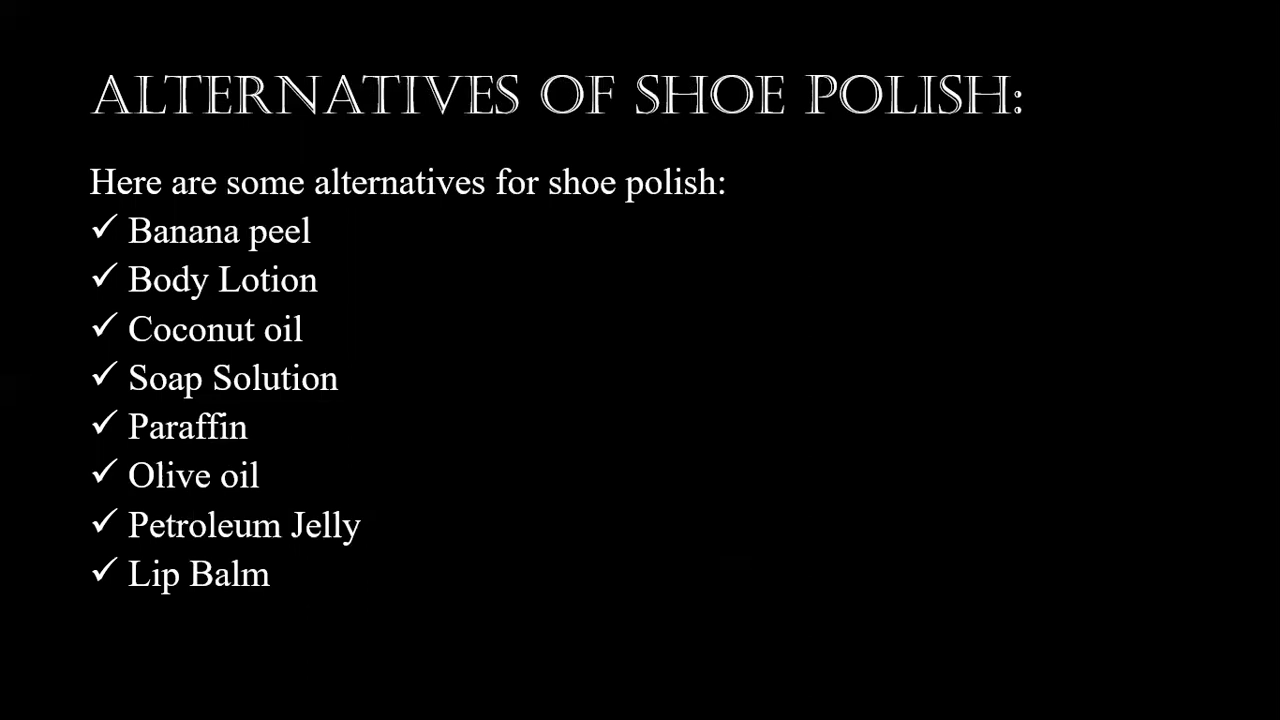 ALTERNATIVES OF SHOE POLISH:
Here are some alternatives for shoe polish:
✓ Banana peel
✓ Body Lotion
✓ Coconut oil
✓ Soap Solution
✓ Paraffin
✓ Olive oil
✓ Petroleum Jelly
✓ Lip Balm